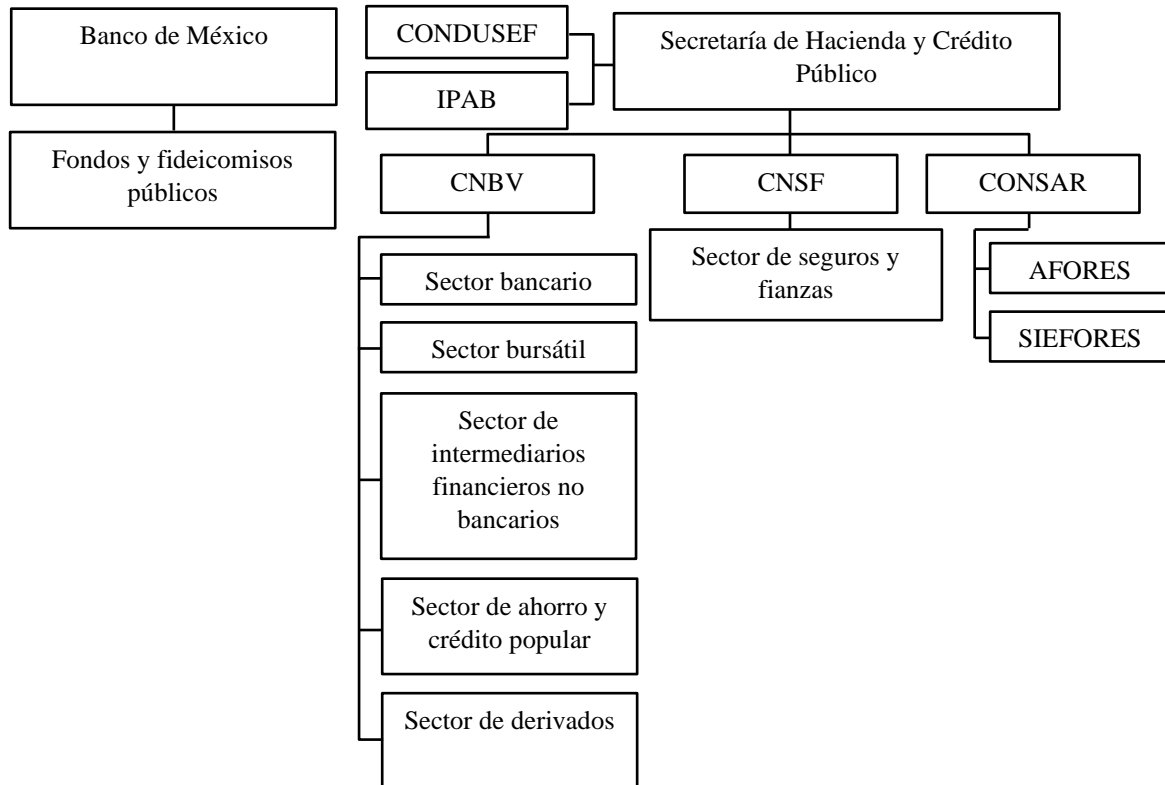 Banco de México
Fondos y fideicomisos
públicos
CONDUSEF
IPAB
Secretaría de Hacienda y Crédito
Público
CNBV
CNSF
CONSAR
Sector bancario
Sector bursátil
Sector de
intermediarios
financieros no
bancarios
Sector de ahorro y
crédito popular
Sector de derivados
Sector de seguros y
fianzas
AFORES
SIEFORES